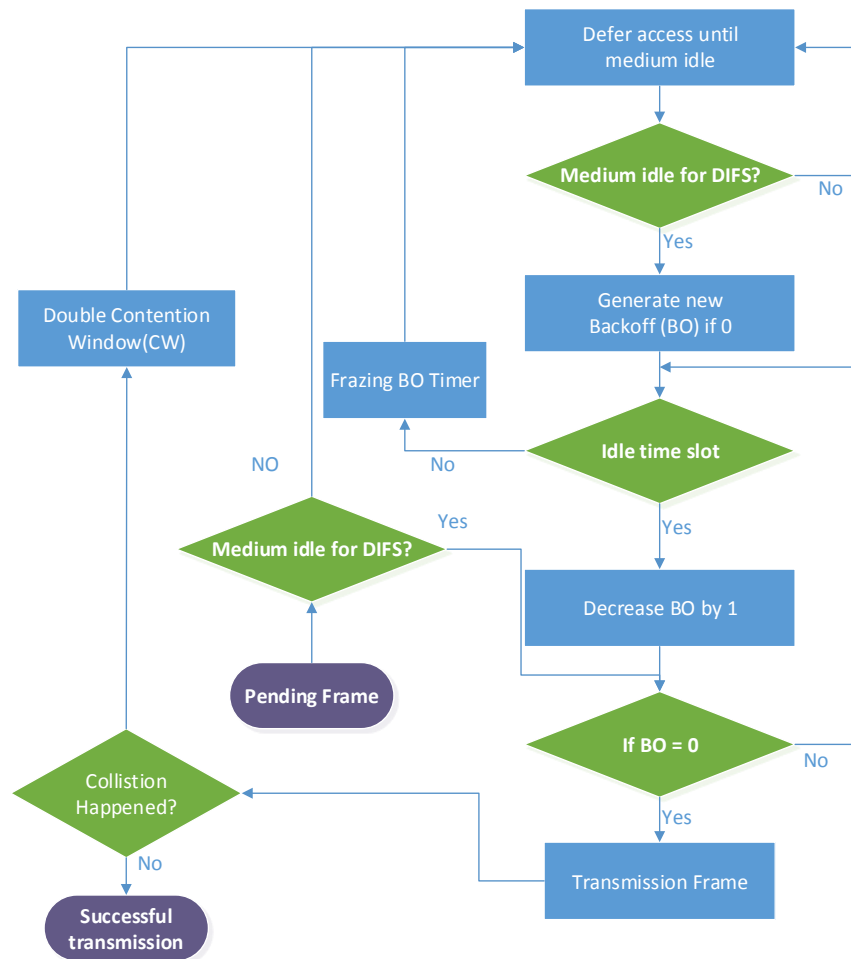 Defer access until
medium idle
Medium idle for DIFS?
No
Yes
Generate new
Backoff (BO) if 0
Double Contention
Window(CW)
Frazing BO Timer
Idle time slot
No
Yes
NO
Medium idle for DIFS?
Yes
Decrease BO by 1
Pending Frame
If BO = 0
No
Yes
Collistion
Happened?
No
Transmission Frame
Successful
transmission